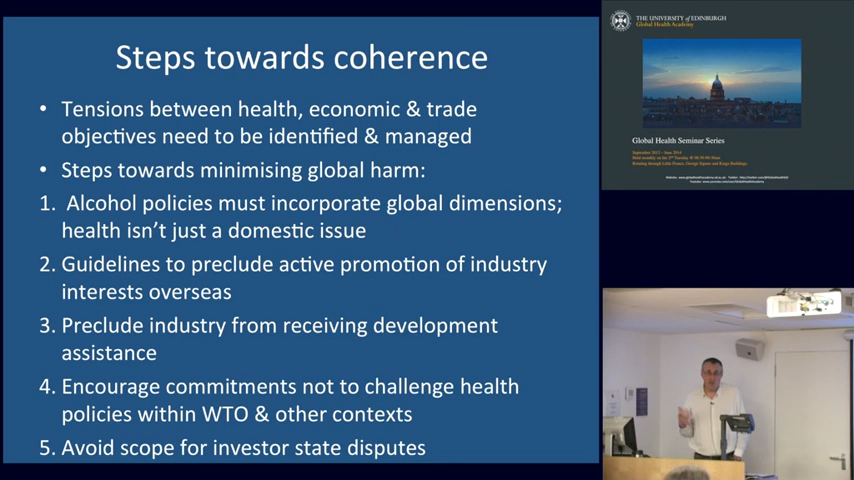 Steps towards coherence
• Tensions between health, economic & trade
objectives need to be identified & managed
• Steps towards minimising global harm:
1. Alcohol policies must incorporate global dimensions;
health isn't just a domestic issue
2. Guidelines to preclude active promotion of industry
interests overseas
3. Preclude industry from receiving development
assistance
4. Encourage commitments not to challenge health
policies within WTO & other contexts
5. Avoid scope for investor state disputes
THE UNIVERSITY of EDINBURGH
Global Health Academy
Global Health Seminar Series